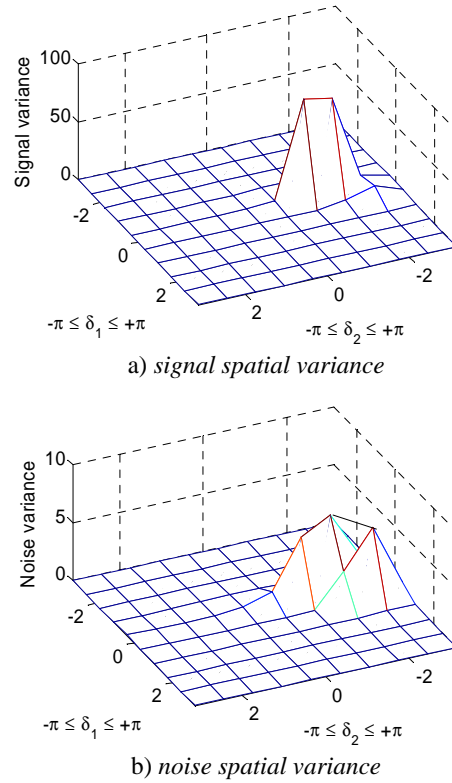 100
50
0
Signal variance
-2
0
2
2
0
-2
-π ≤ δ1 ≤ +π
-π ≤ δ2 ≤ +π
a) signal spatial variance
10
5
0
Noise variance
-2
0
2
2
0
-2
-π ≤ δ1 ≤ +π
-π ≤ δ2 ≤ +π
b) noise spatial variance